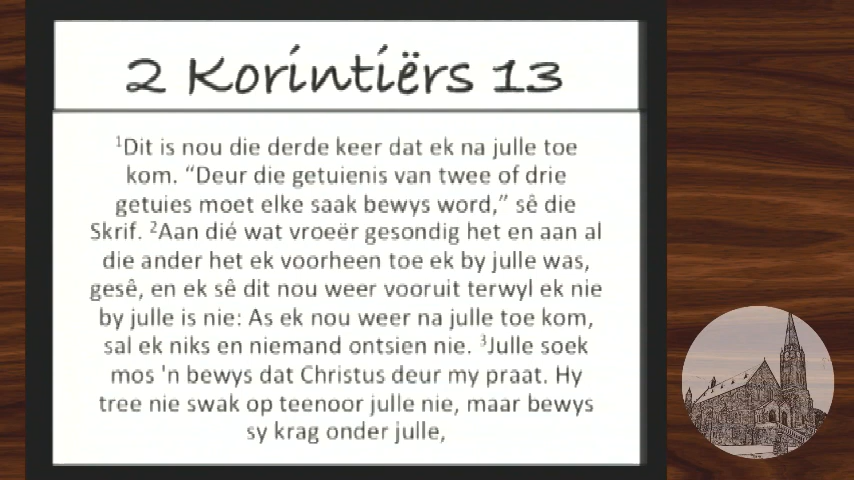 2 Korintiërs 13
¹Dit is nou die derde keer dat ek na julle toe
kom. “Deur die getuienis van twee of drie
getuies moet elke saak bewys word,” sê die
Skrif. ²Aan dié wat vroeër gesondig het en aan al
die ander het ek voorheen toe ek by julle was,
gesê, en ek sê dit nou weer vooruit terwyl ek nie
by julle is nie: As ek nou weer na julle toe kom,
sal ek niks en niemand ontsien nie. ³Julle soek
mos 'n bewys dat Christus deur my praat. Hy
tree nie swak op teenoor julle nie, maar bewys
sy krag onder julle,